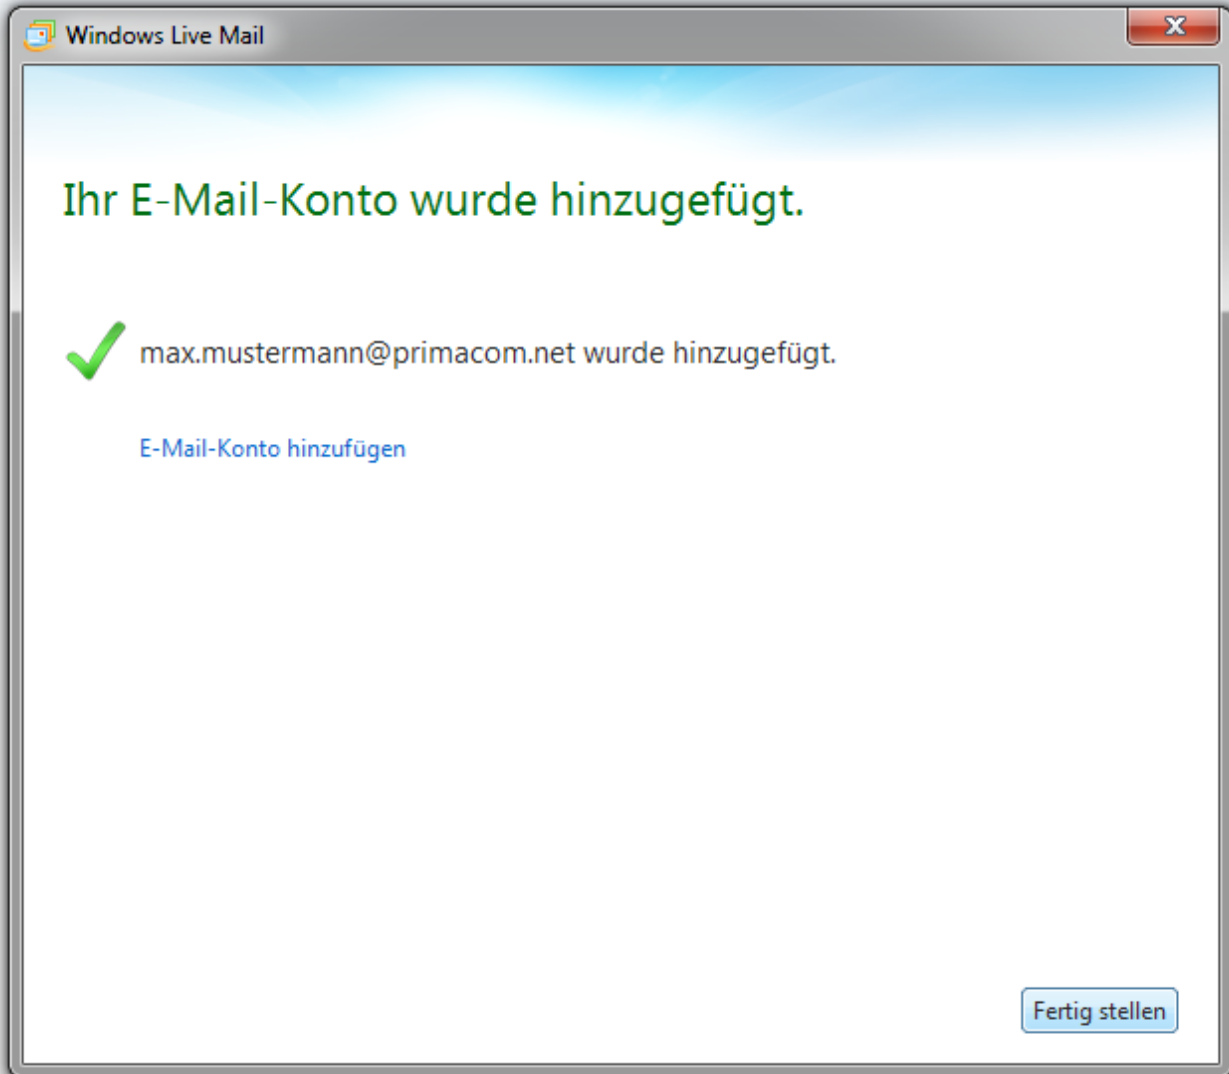 Windows Live Mail
Ihr E-Mail-Konto wurde hinzugefügt.
max.mustermann@primacom.net wurde hinzugefügt.
E-Mail-Konto hinzufügen
Fertig stellen